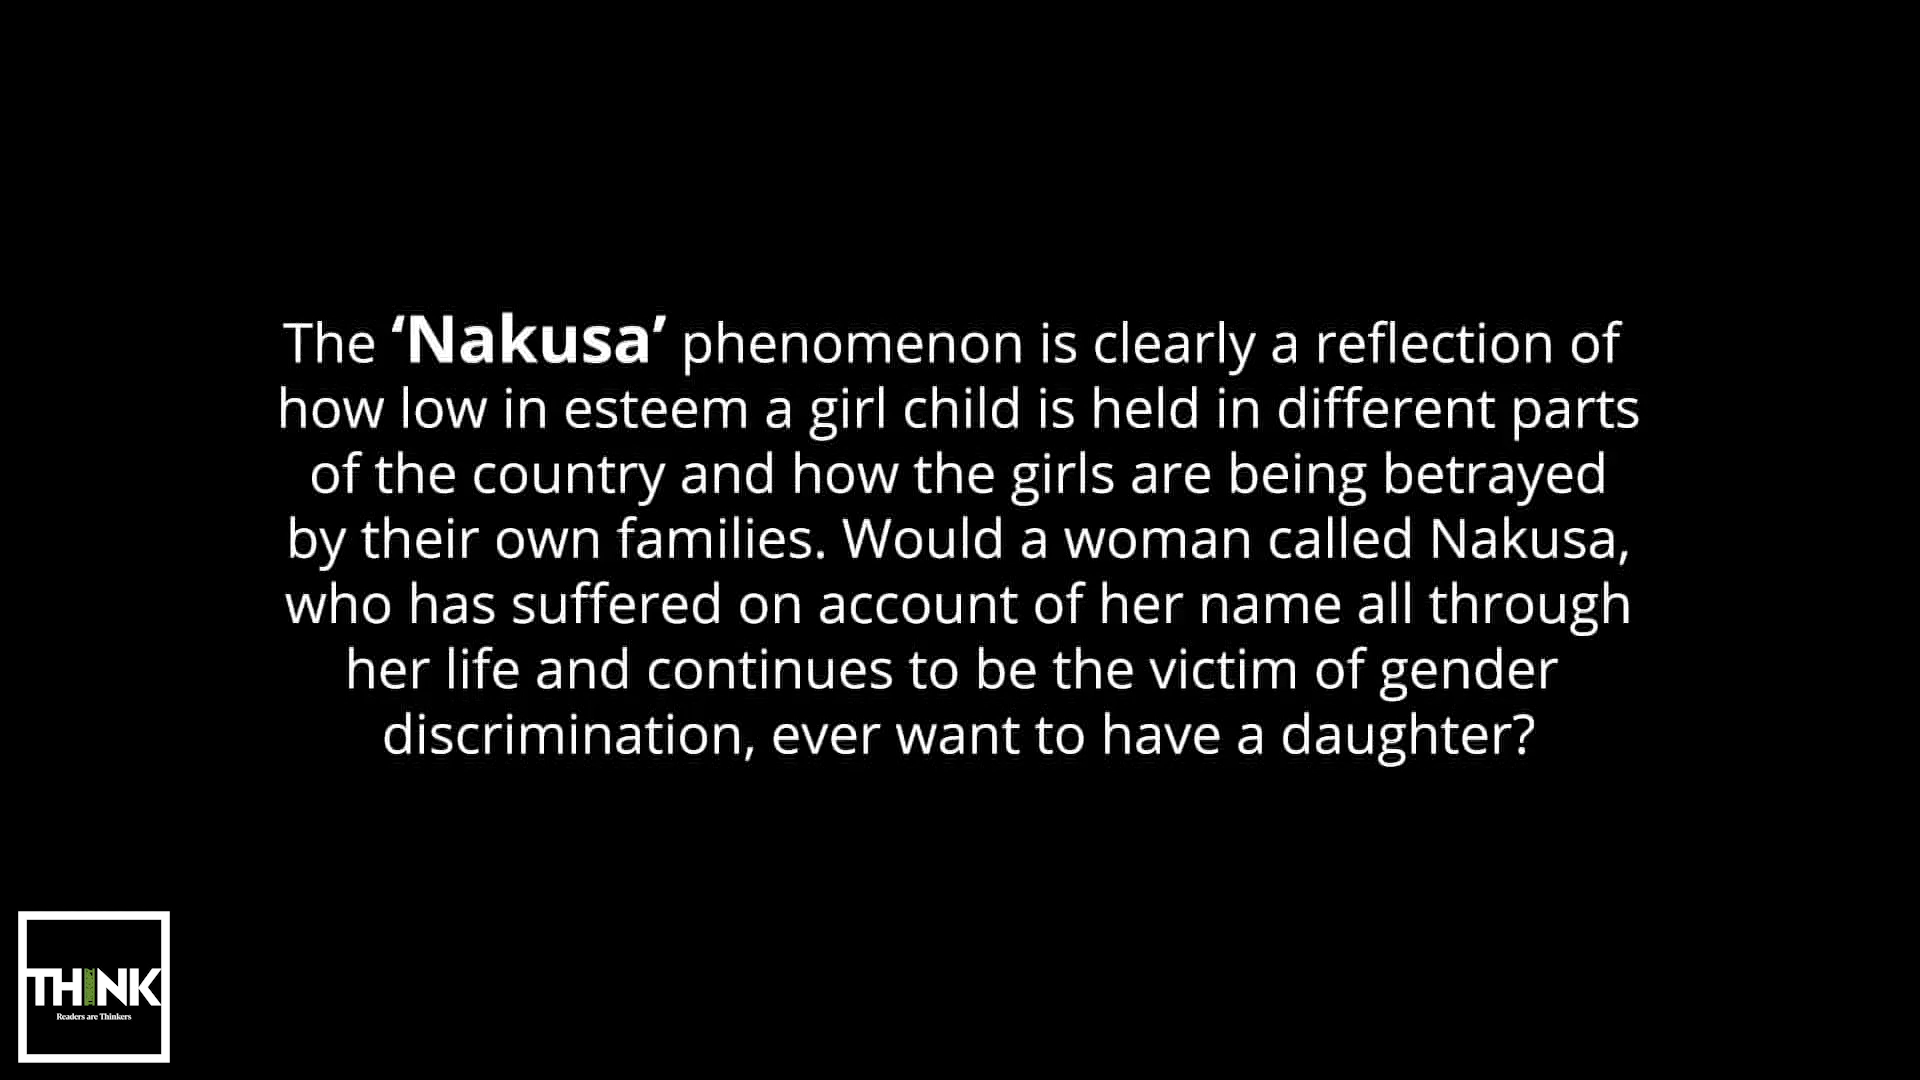 The ‘Nakusa’ phenomenon is clearly a reflection of
how low in esteem a girl child is held in different parts
of the country and how the girls are being betrayed
by their own families. Would a woman called Nakusa,
who has suffered on account of her name all through
her life and continues to be the victim of gender
discrimination, ever want to have a daughter?
THINK
Readers are Thinkers